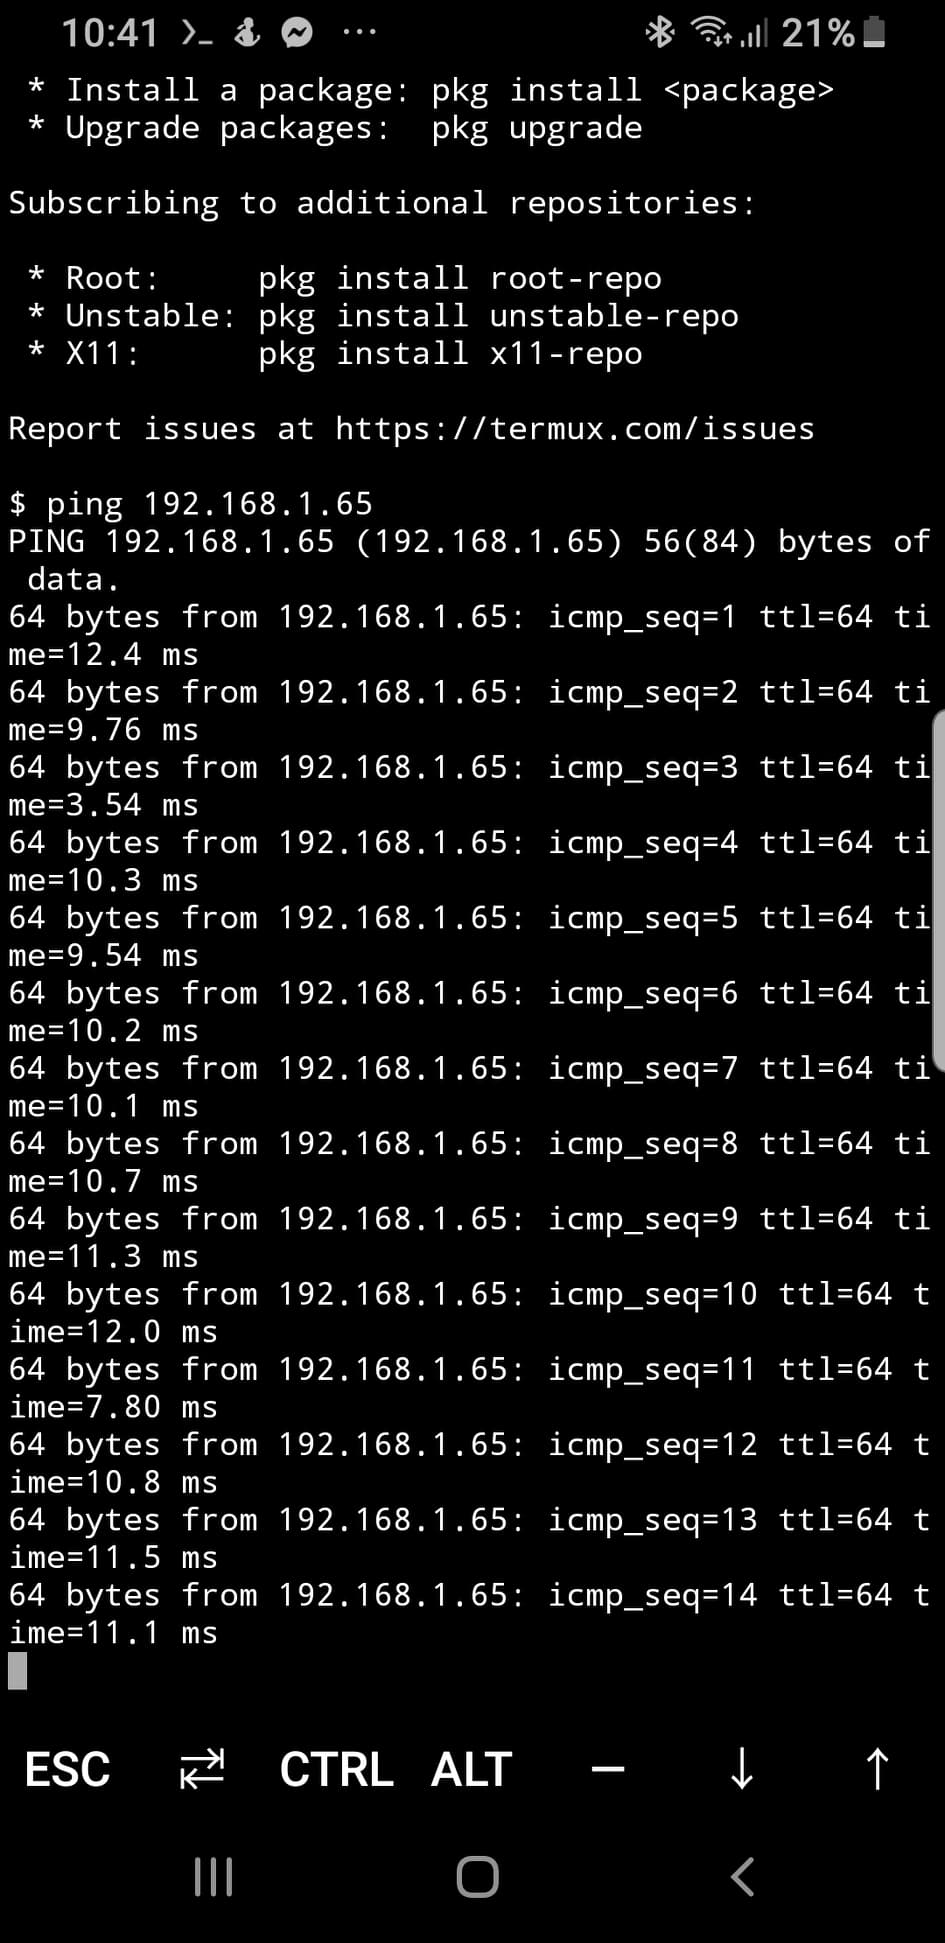 10:41 21%
* Install a package: pkg install <package>
* Upgrade packages:  pkg upgrade
Subscribing to additional repositories:
* Root:     pkg install root-repo
* Unstable: pkg install unstable-repo
* X11:      pkg install x11-repo
Report issues at https://termux.com/issues
$ ping 192.168.1.65
PING 192.168.1.65 (192.168.1.65) 56(84) bytes of
data.
64 bytes from 192.168.1.65: icmp_seq=1 ttl=64 ti
me=12.4 ms
64 bytes from 192.168.1.65: icmp_seq=2 ttl=64 ti
me=9.76 ms
64 bytes from 192.168.1.65: icmp_seq=3 ttl=64 ti
me=3.54 ms
64 bytes from 192.168.1.65: icmp_seq=4 ttl=64 ti
me=10.3 ms
64 bytes from 192.168.1.65: icmp_seq=5 ttl=64 ti
me=9.54 ms
64 bytes from 192.168.1.65: icmp_seq=6 ttl=64 ti
me=10.2 ms
64 bytes from 192.168.1.65: icmp_seq=7 ttl=64 ti
me=10.1 ms
64 bytes from 192.168.1.65: icmp_seq=8 ttl=64 ti
me=10.7 ms
64 bytes from 192.168.1.65: icmp_seq=9 ttl=64 ti
me=11.3 ms
64 bytes from 192.168.1.65: icmp_seq=10 ttl=64 t
ime=12.0 ms
64 bytes from 192.168.1.65: icmp_seq=11 ttl=64 t
ime=7.80 ms
64 bytes from 192.168.1.65: icmp_seq=12 ttl=64 t
ime=10.8 ms
64 bytes from 192.168.1.65: icmp_seq=13 ttl=64 t
ime=11.5 ms
64 bytes from 192.168.1.65: icmp_seq=14 ttl=64 t
ime=11.1 ms
ESC CTRL ALT — ↓ ↑